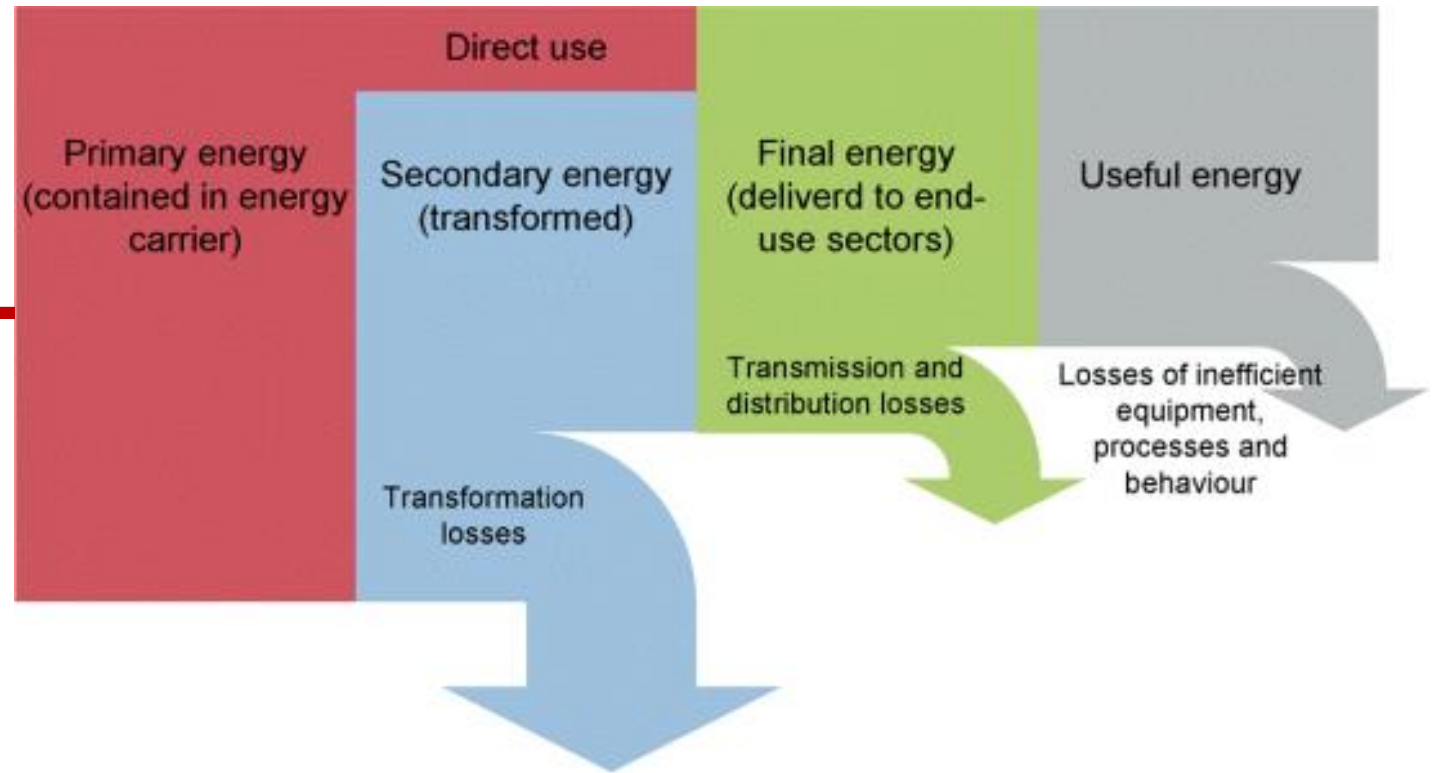 Direct use
Primary energy
(contained in energy
carrier)
Secondary energy
(transformed)
Final energy
(deliverd to end-
use sectors)
Useful energy
Transformation
losses
Transmission and
distribution losses
Losses of inefficient
equipment,
processes and
behaviour